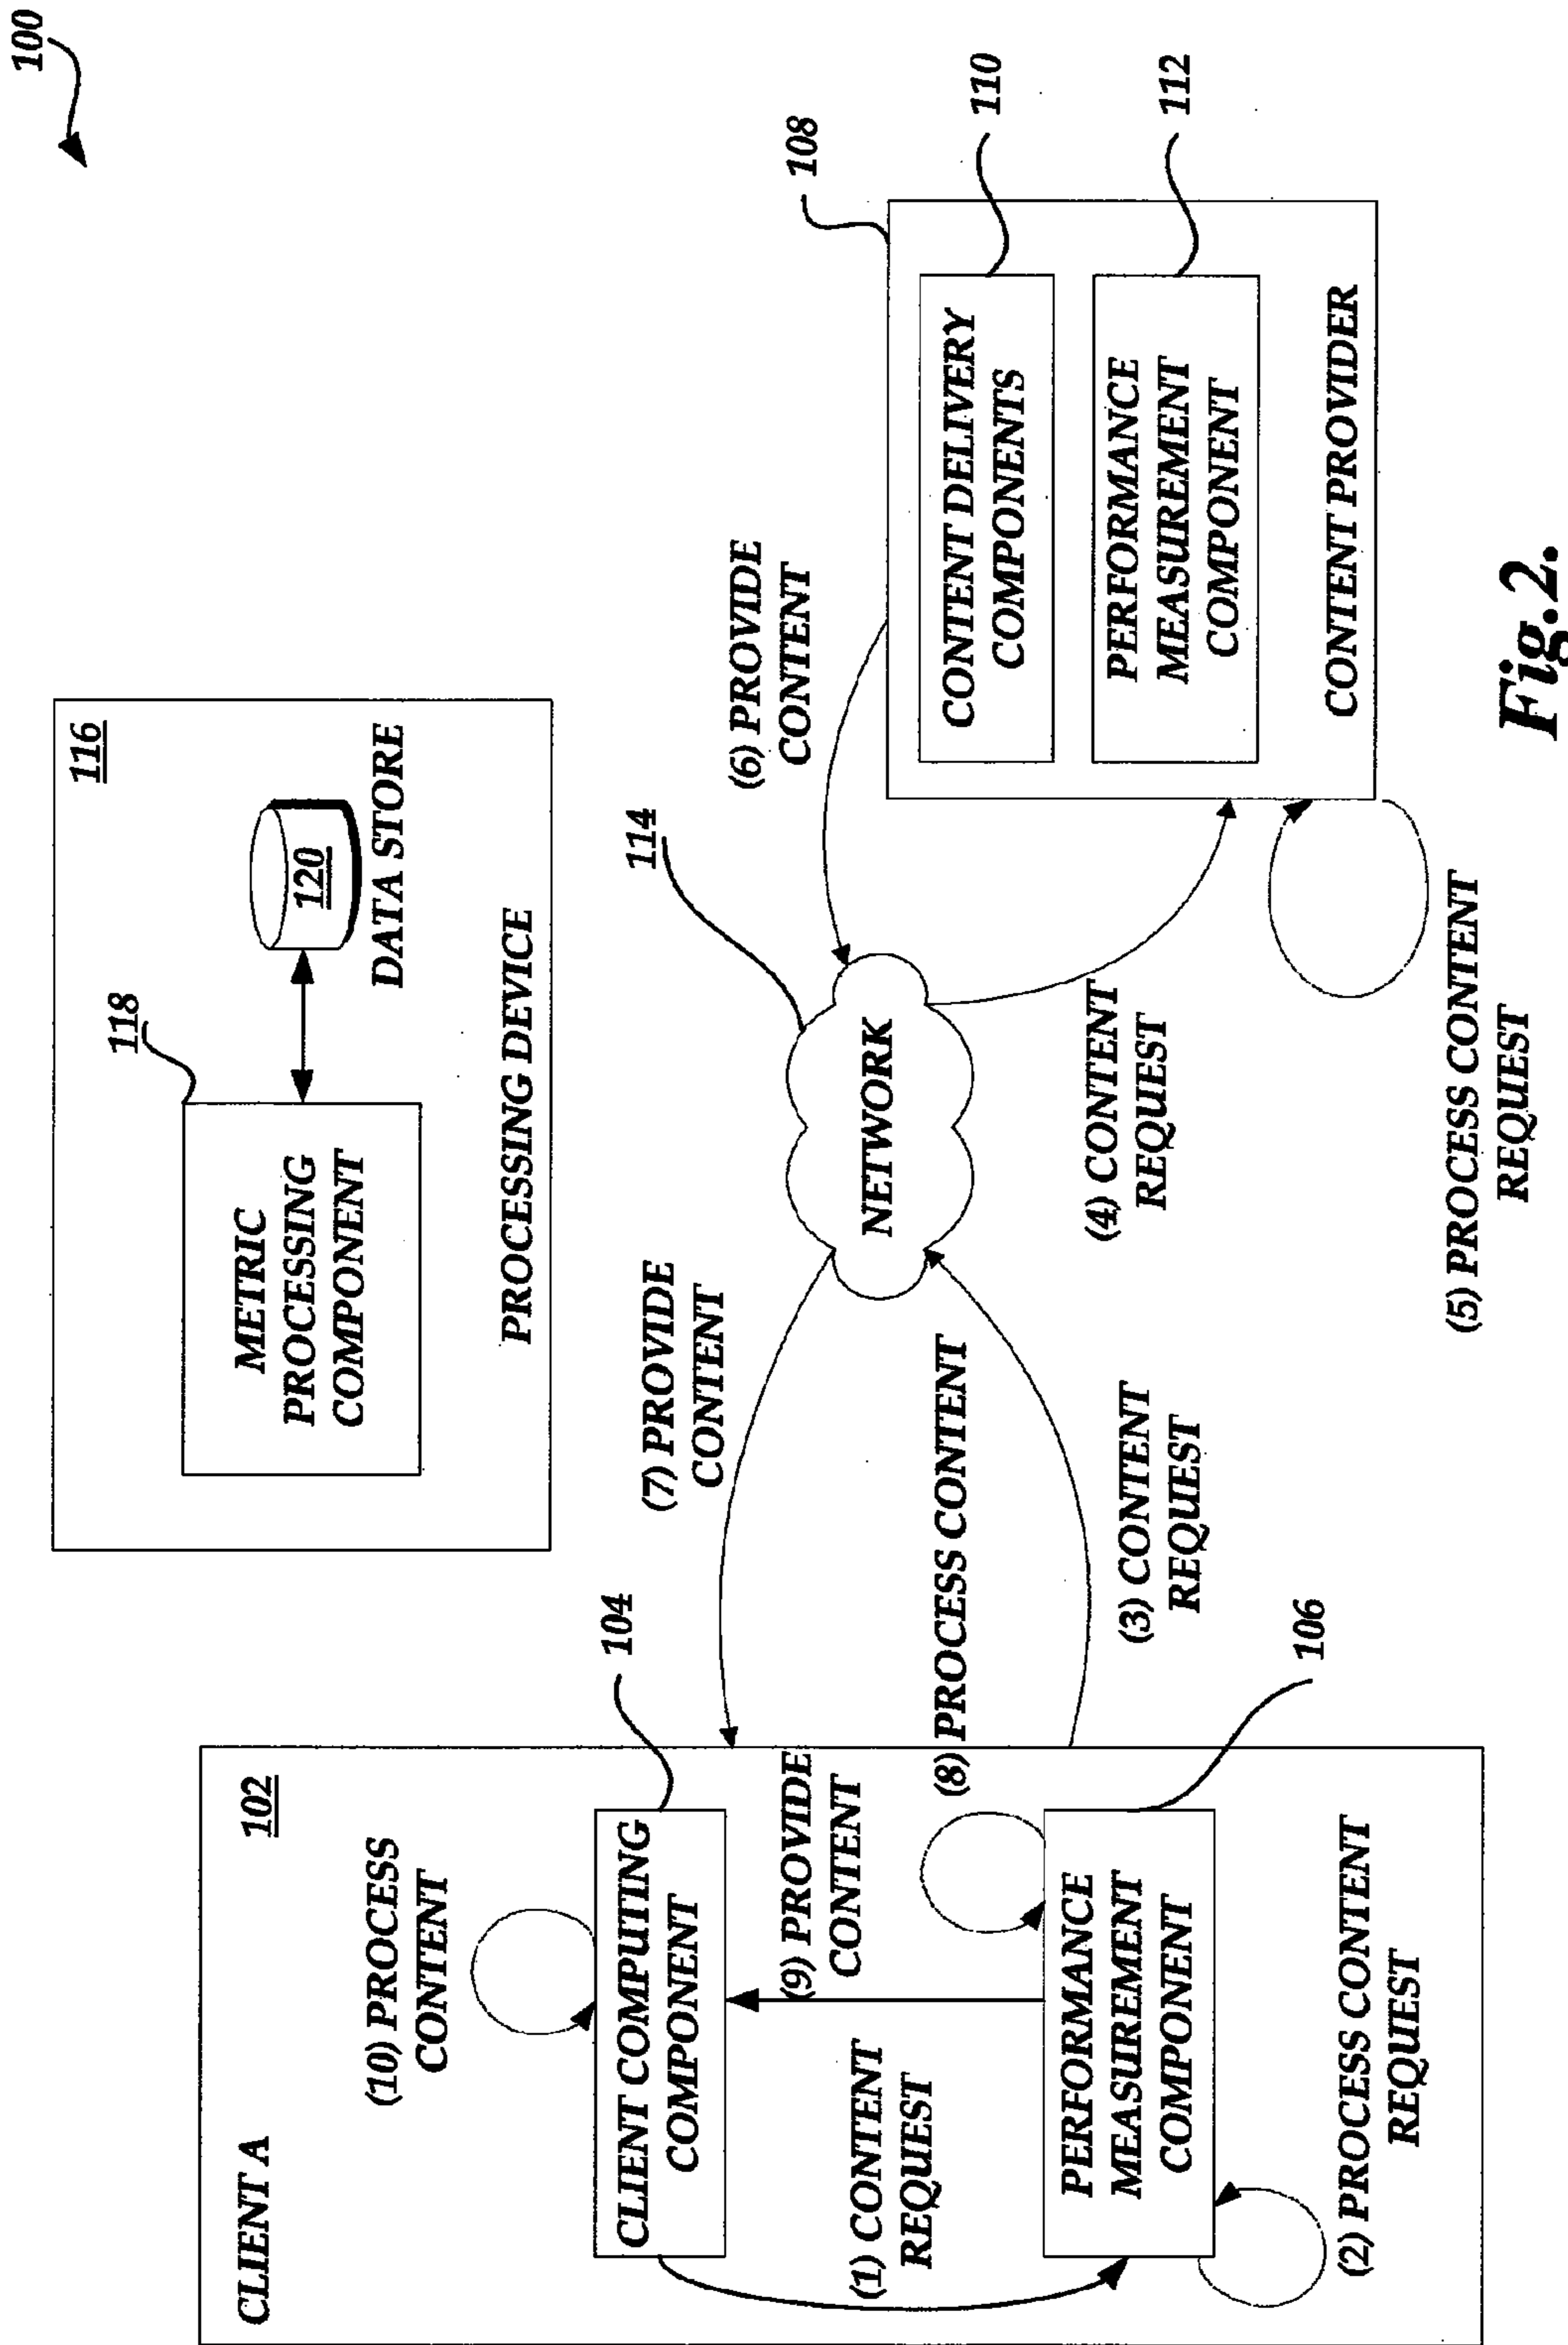 100
116
118
METRIC
PROCESSING
COMPONENT
120
DATA STORE
PROCESSING DEVICE
CLIENT A
102
(10) PROCESS
CONTENT
104
CLIENT COMPUTING
COMPONENT
(1) CONTENT
REQUEST
(9) PROVIDE
CONTENT
(8) PROCESS CONTENT
PERFORMANCE
MEASUREMENT
COMPONENT
106
(2) PROCESS CONTENT
REQUEST
(7) PROVIDE
CONTENT
(3) CONTENT
REQUEST
114
NETWORK
(6) PROVIDE
CONTENT
(4) CONTENT
REQUEST
108
CONTENT DELIVERY
COMPONENTS
110
PERFORMANCE
MEASUREMENT
COMPONENT
112
CONTENT PROVIDER
(5) PROCESS CONTENT
REQUEST
Fig.2.